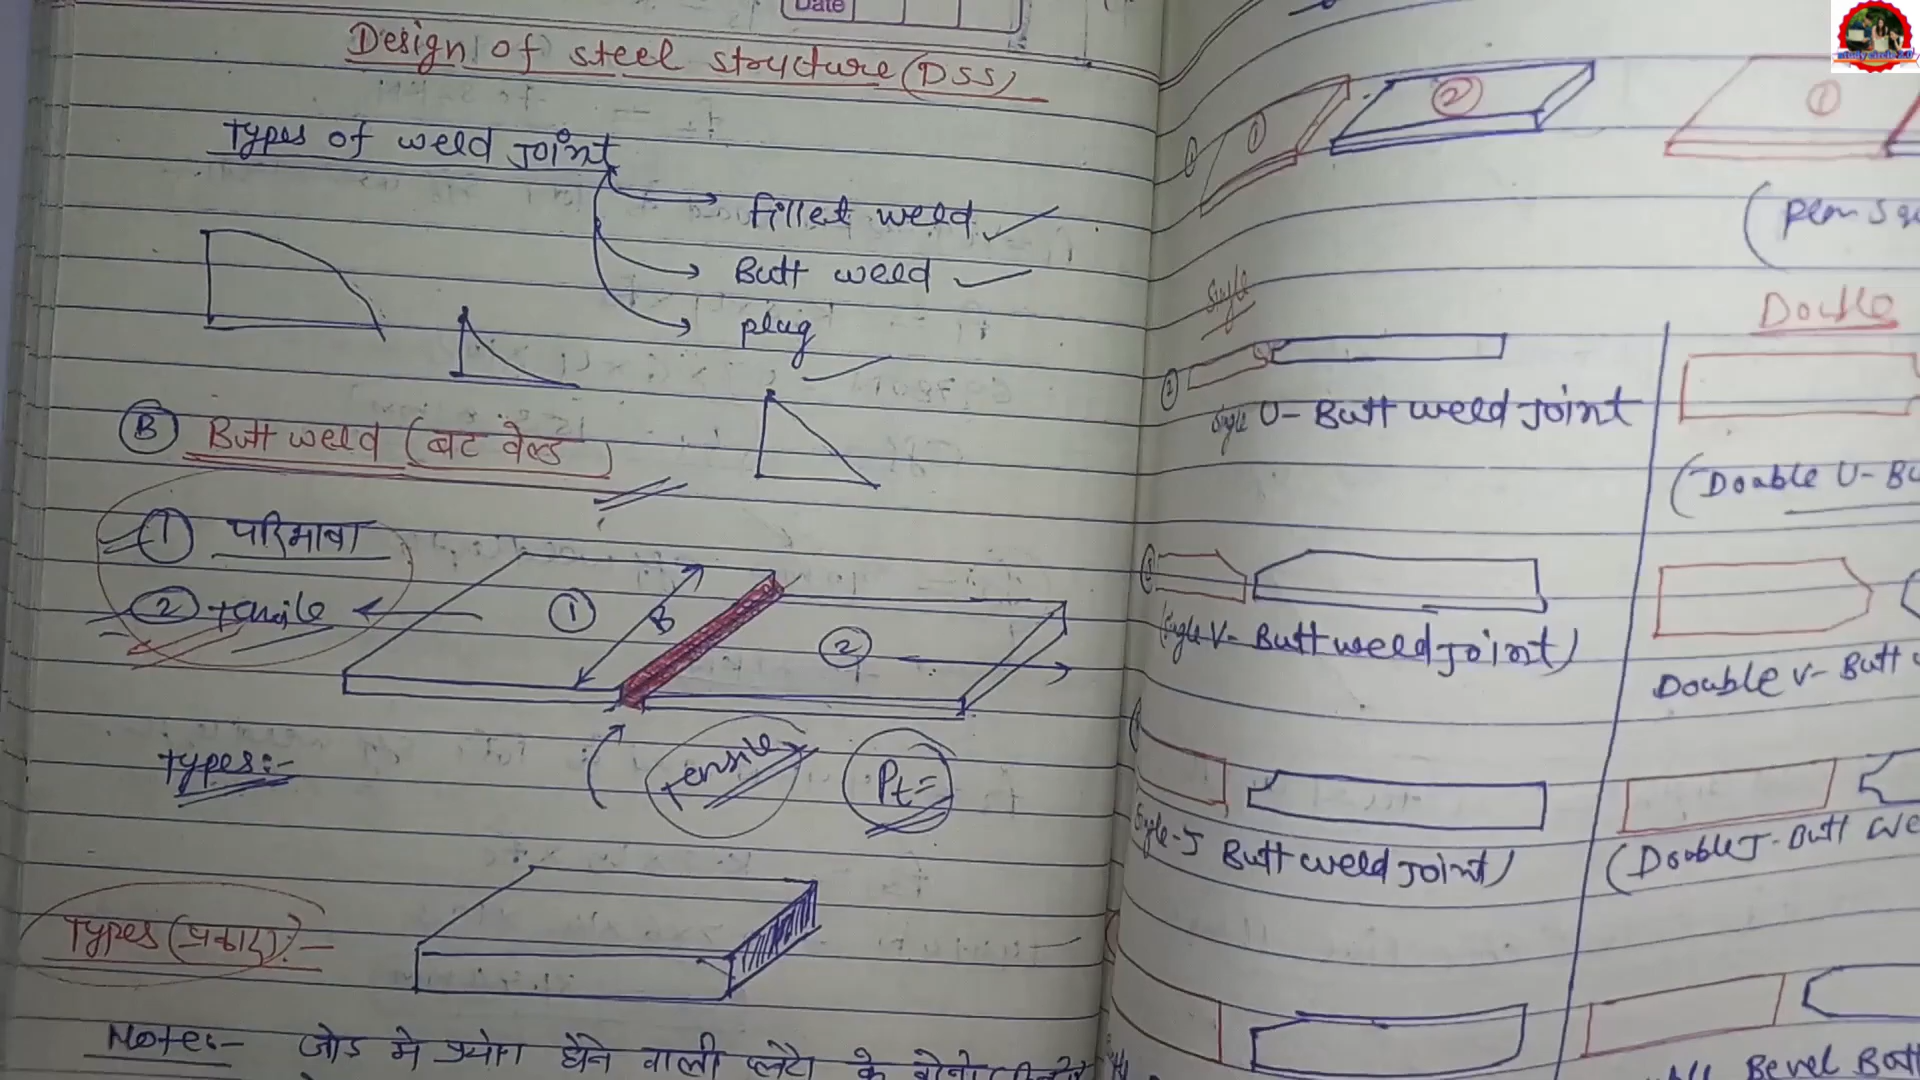 Date
Design of steel structure (DSS)
Types of weld joint
fillet weld
Butt weld
plug
B Butt weld (बट वेल्ड)
1 परिभाषा
2 tensile
1
B
2
Types:-
tensile
Pt=
Types (प्रकार):-
Note:- जोड मे प्रयोग होने वाली प्लेटो के दोनो
1
1
2
1
Single
Double
2
Single U- Butt weld Joint
(Double U- Bu
3
(Single V- Butt weld Joint)
Double V- Butt
Single-J Butt weld Joint)
(Double J- Butt We
Bevel Butt